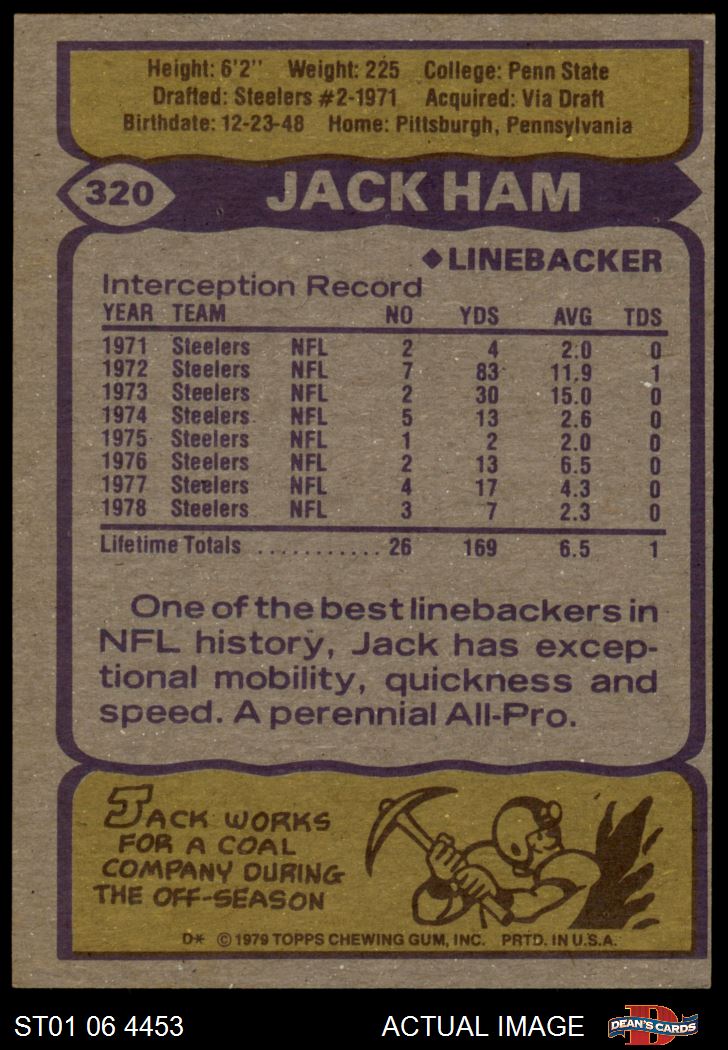 Height: 6'2" Weight: 225 College: Penn State
Drafted: Steelers #2-1971 Acquired: Via Draft
Birthdate: 12-23-48 Home: Pittsburgh, Pennsylvania
320 JACK HAM
◆LINEBACKER
Interception Record
YEAR TEAM NO YDS AVG TDS
1971 Steelers NFL 2 4 2.0 0
1972 Steelers NFL 7 83 11.9 1
1973 Steelers NFL 2 30 15.0 0
1974 Steelers NFL 5 13 2.6 0
1975 Steelers NFL 1 2 2.0 0
1976 Steelers NFL 2 13 6.5 0
1977 Steelers NFL 4 17 4.3 0
1978 Steelers NFL 3 7 2.3 0
Lifetime Totals ........... 26 169 6.5 1
One of the best linebackers in
NFL history, Jack has excep-
tional mobility, quickness and
speed. A perennial All-Pro.
JACK WORKS
FOR A COAL
COMPANY DURING
THE OFF-SEASON
D* © 1979 TOPPS CHEWING GUM, INC. PRTD. IN U.S.A.
ST01 06 4453 ACTUAL IMAGE D DEAN'S CARDS